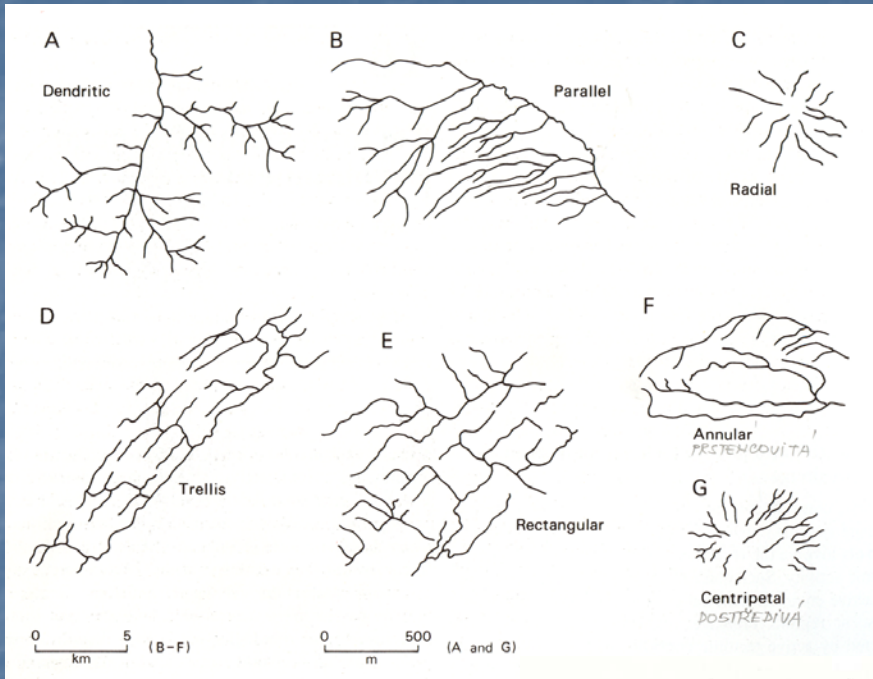 A
Dendritic
B
Parallel
C
Radial
D
Trellis
E
Rectangular
F
Annular
PRSTENCOVITÁ
G
Centripetal
DOSTŘEDIVÁ
0 5 (B-F)
km
0 500 (A and G)
m